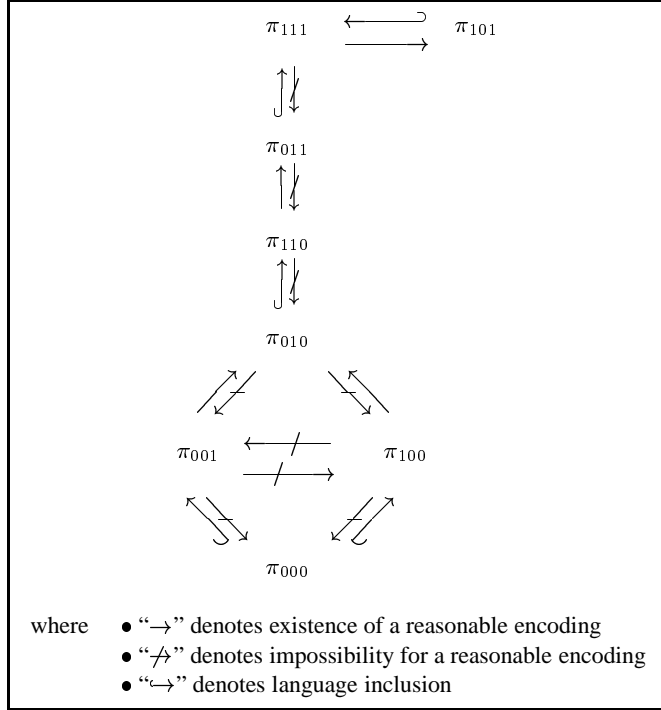 π111 π101
π011
π110
π010
π001 π100
π000
where • “→” denotes existence of a reasonable encoding
• “↛” denotes impossibility for a reasonable encoding
• “↪” denotes language inclusion